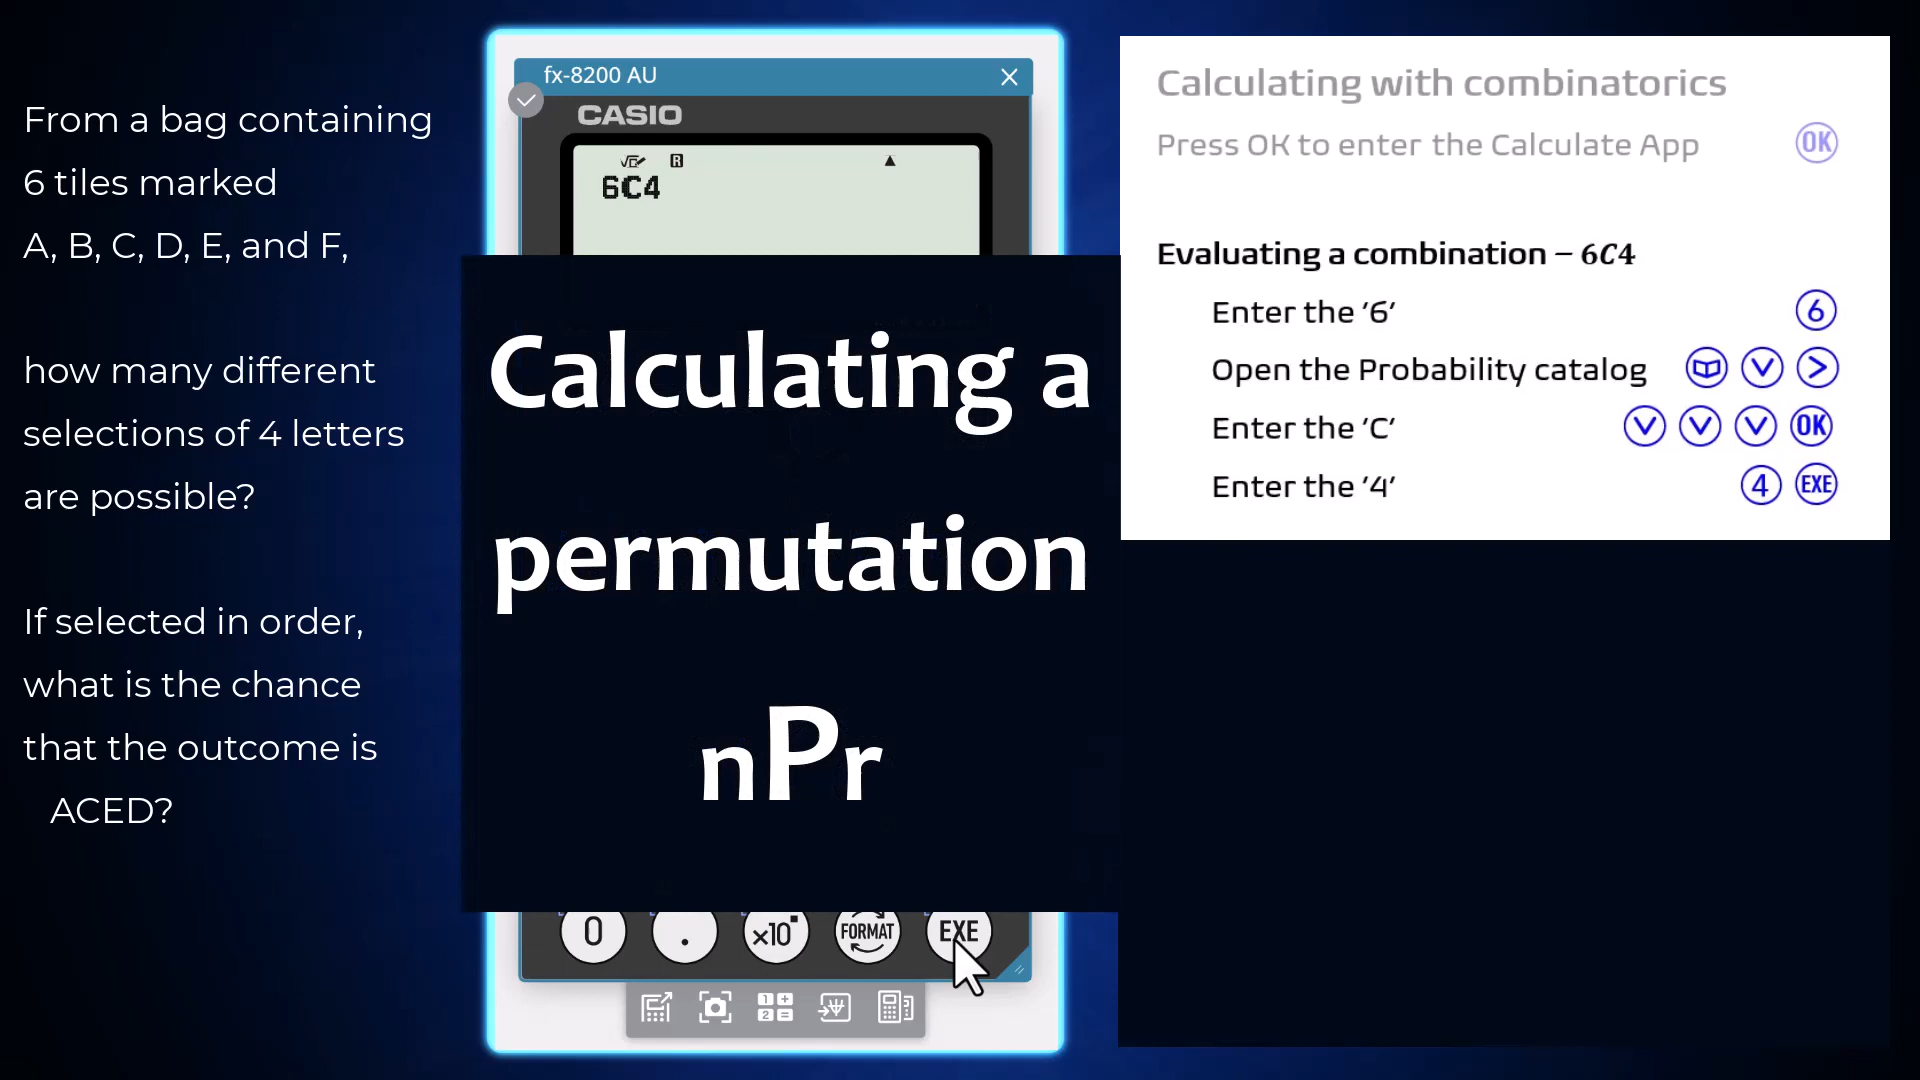 From a bag containing
6 tiles marked
A, B, C, D, E, and F,
how many different
selections of 4 letters
are possible?
If selected in order,
what is the chance
that the outcome is
ACED?
fx-8200 AU
CASIO
R
6C4
Calculating a
permutation
nPr
0 . ×10■ FORMAT EXE
1 +
2 =
Calculating with combinatorics
Press OK to enter the Calculate App OK
Evaluating a combination – 6C4
Enter the '6' 6
Open the Probability catalog
Enter the 'C' OK
Enter the '4' 4 EXE